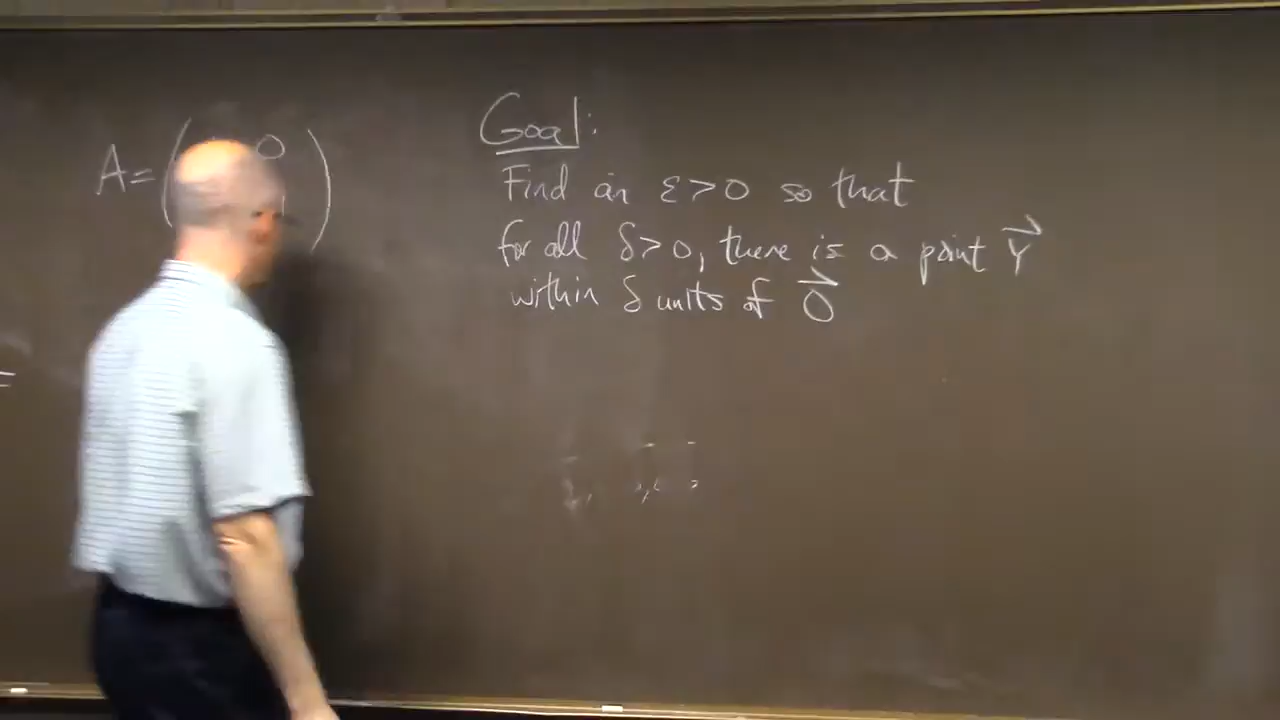 Goal:
A = ( 0 )
Find an ε > 0 so that
for all δ > 0, there is a point Y⃗
within δ units of O⃗